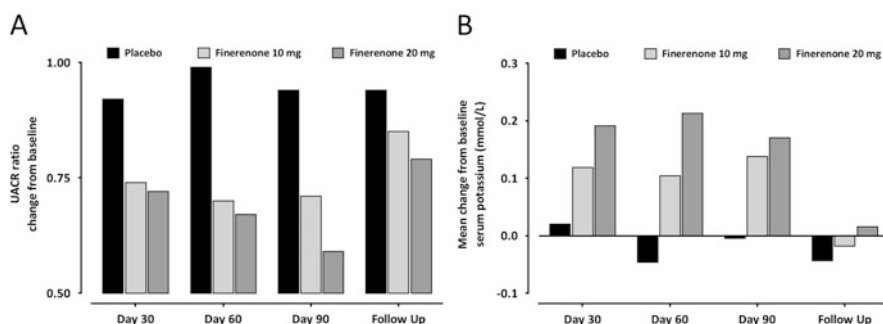 A
Placebo Finerenone 10 mg Finerenone 20 mg
1.00
0.75
0.50
UACR ratio
change from baseline
Day 30 Day 60 Day 90 Follow Up
B
Placebo Finerenone 10 mg Finerenone 20 mg
0.3
0.2
0.1
0.0
-0.1
Mean change from baseline
serum potassium (mmol/L)
Day 30 Day 60 Day 90 Follow Up